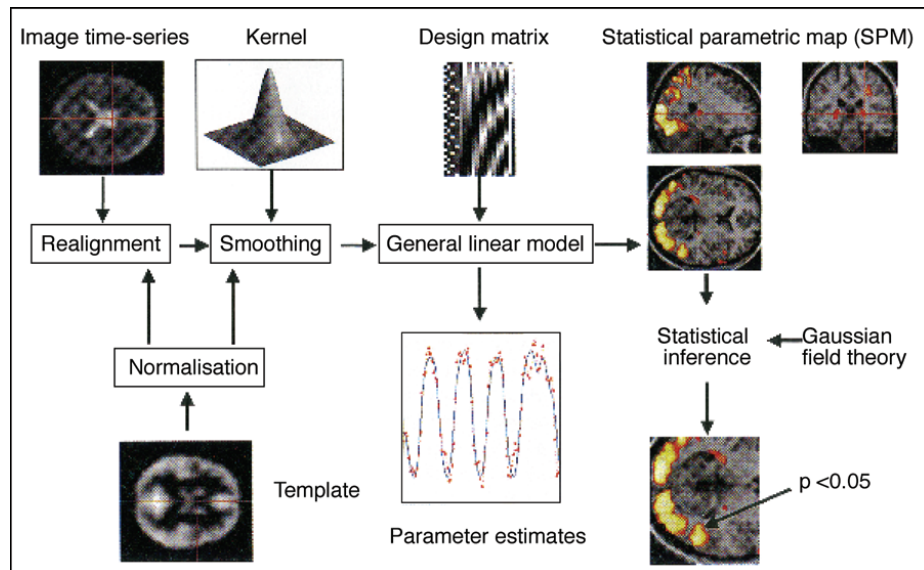 Image time-series
Kernel
Design matrix
Statistical parametric map (SPM)
Realignment
Smoothing
General linear model
Normalisation
Statistical
inference
Gaussian
field theory
Template
Parameter estimates
p <0.05